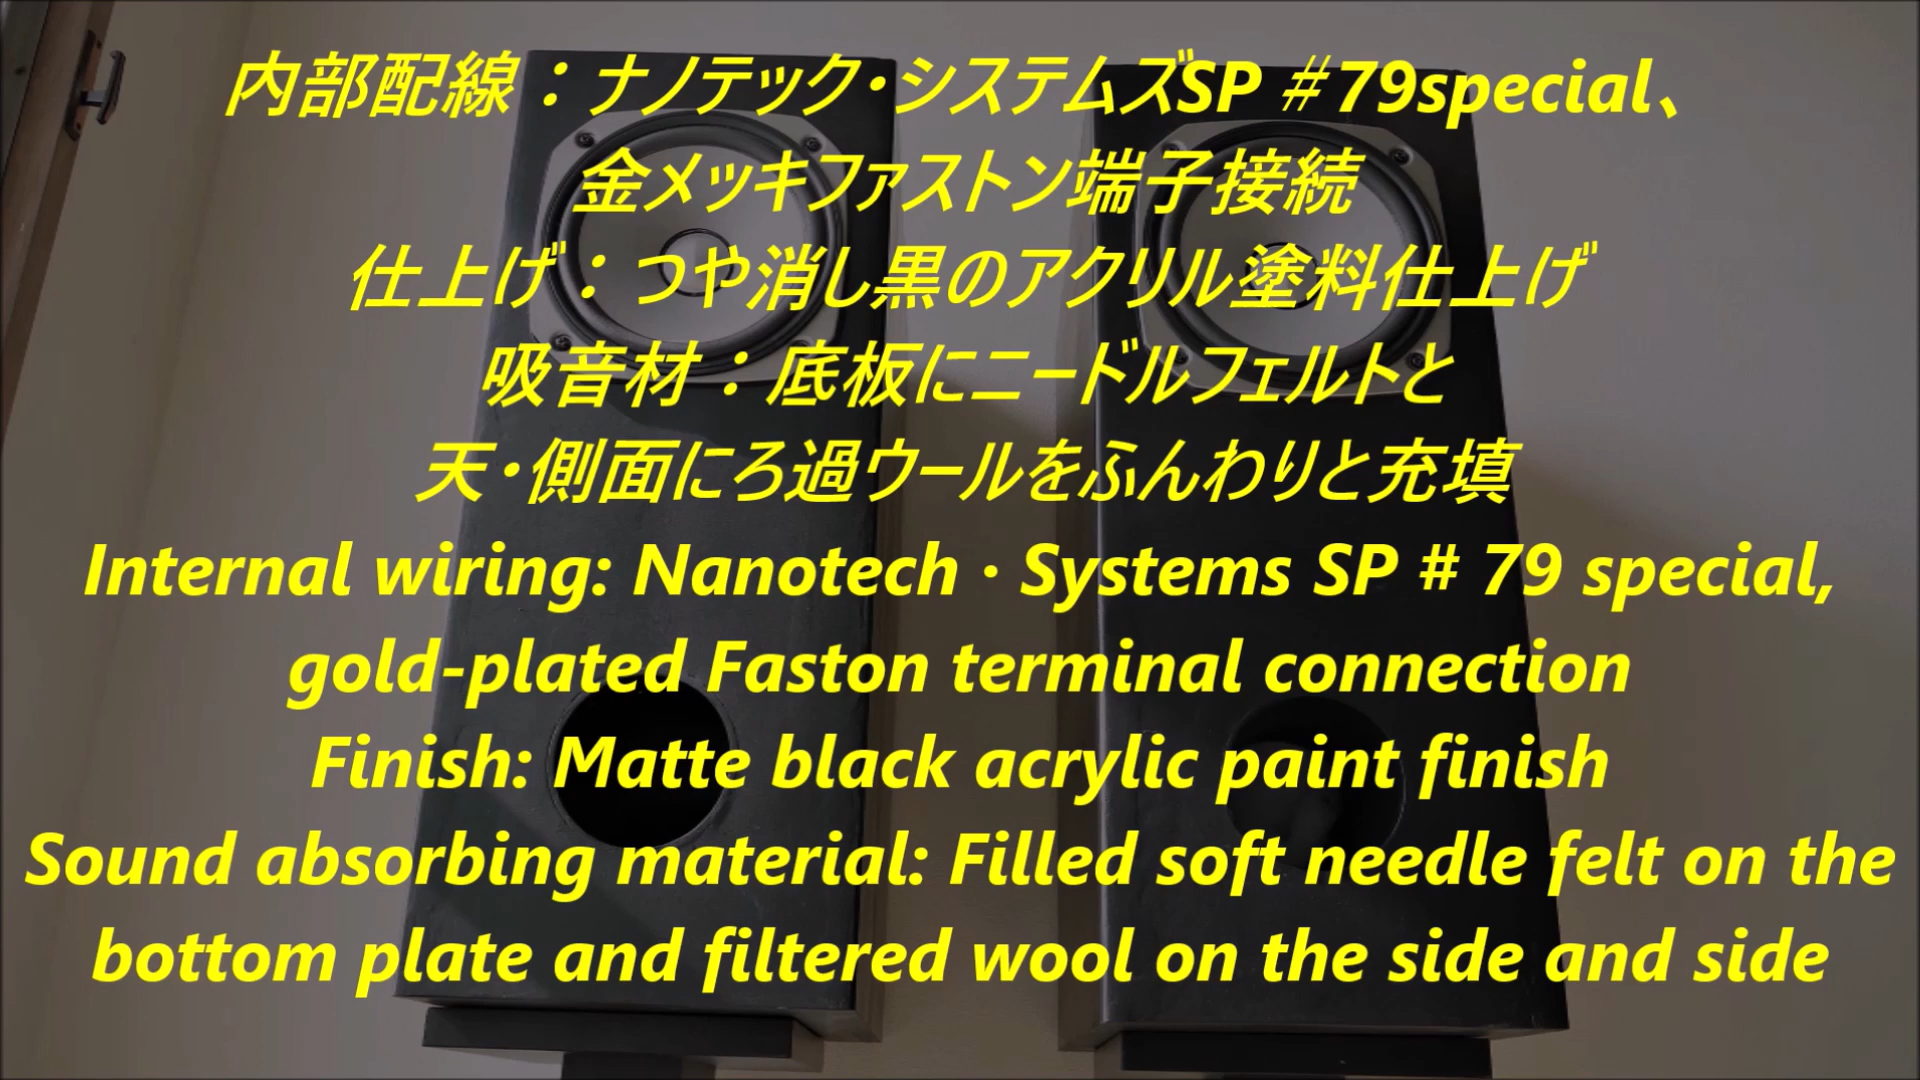 内部配線：ナノテック・システムズSP #79special、
金メッキファストン端子接続
仕上げ：つや消し黒のアクリル塗料仕上げ
吸音材：底板にニードルフェルトと
天・側面にろ過ウールをふんわりと充填
Internal wiring: Nanotech · Systems SP # 79 special,
gold-plated Faston terminal connection
Finish: Matte black acrylic paint finish
Sound absorbing material: Filled soft needle felt on the
bottom plate and filtered wool on the side and side